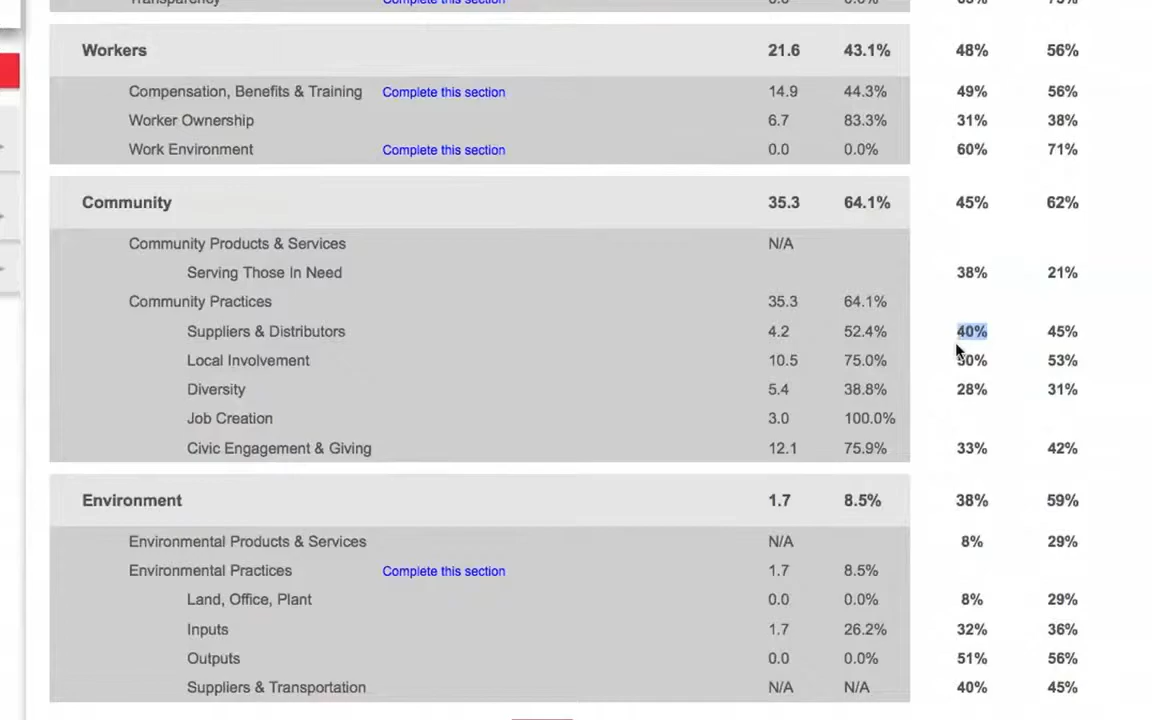 Workers 21.6 43.1% 48% 56%
Compensation, Benefits & Training Complete this section 14.9 44.3% 49% 56%
Worker Ownership 6.7 83.3% 31% 38%
Work Environment Complete this section 0.0 0.0% 60% 71%
Community 35.3 64.1% 45% 62%
Community Products & Services N/A
Serving Those In Need 38% 21%
Community Practices 35.3 64.1%
Suppliers & Distributors 4.2 52.4% 40% 45%
Local Involvement 10.5 75.0% 53%
Diversity 5.4 38.8% 28% 31%
Job Creation 3.0 100.0%
Civic Engagement & Giving 12.1 75.9% 33% 42%
Environment 1.7 8.5% 38% 59%
Environmental Products & Services N/A 8% 29%
Environmental Practices Complete this section 1.7 8.5%
Land, Office, Plant 0.0 0.0% 8% 29%
Inputs 1.7 26.2% 32% 36%
Outputs 0.0 0.0% 51% 56%
Suppliers & Transportation N/A N/A 40% 45%